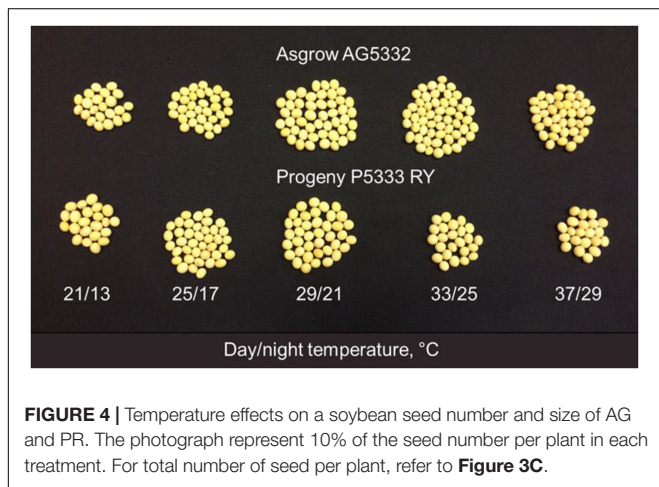 Asgrow AG5332
Progeny P5333 RY
21/13 25/17 29/21 33/25 37/29
Day/night temperature, °C
FIGURE 4 | Temperature effects on a soybean seed number and size of AG
and PR. The photograph represent 10% of the seed number per plant in each
treatment. For total number of seed per plant, refer to Figure 3C.